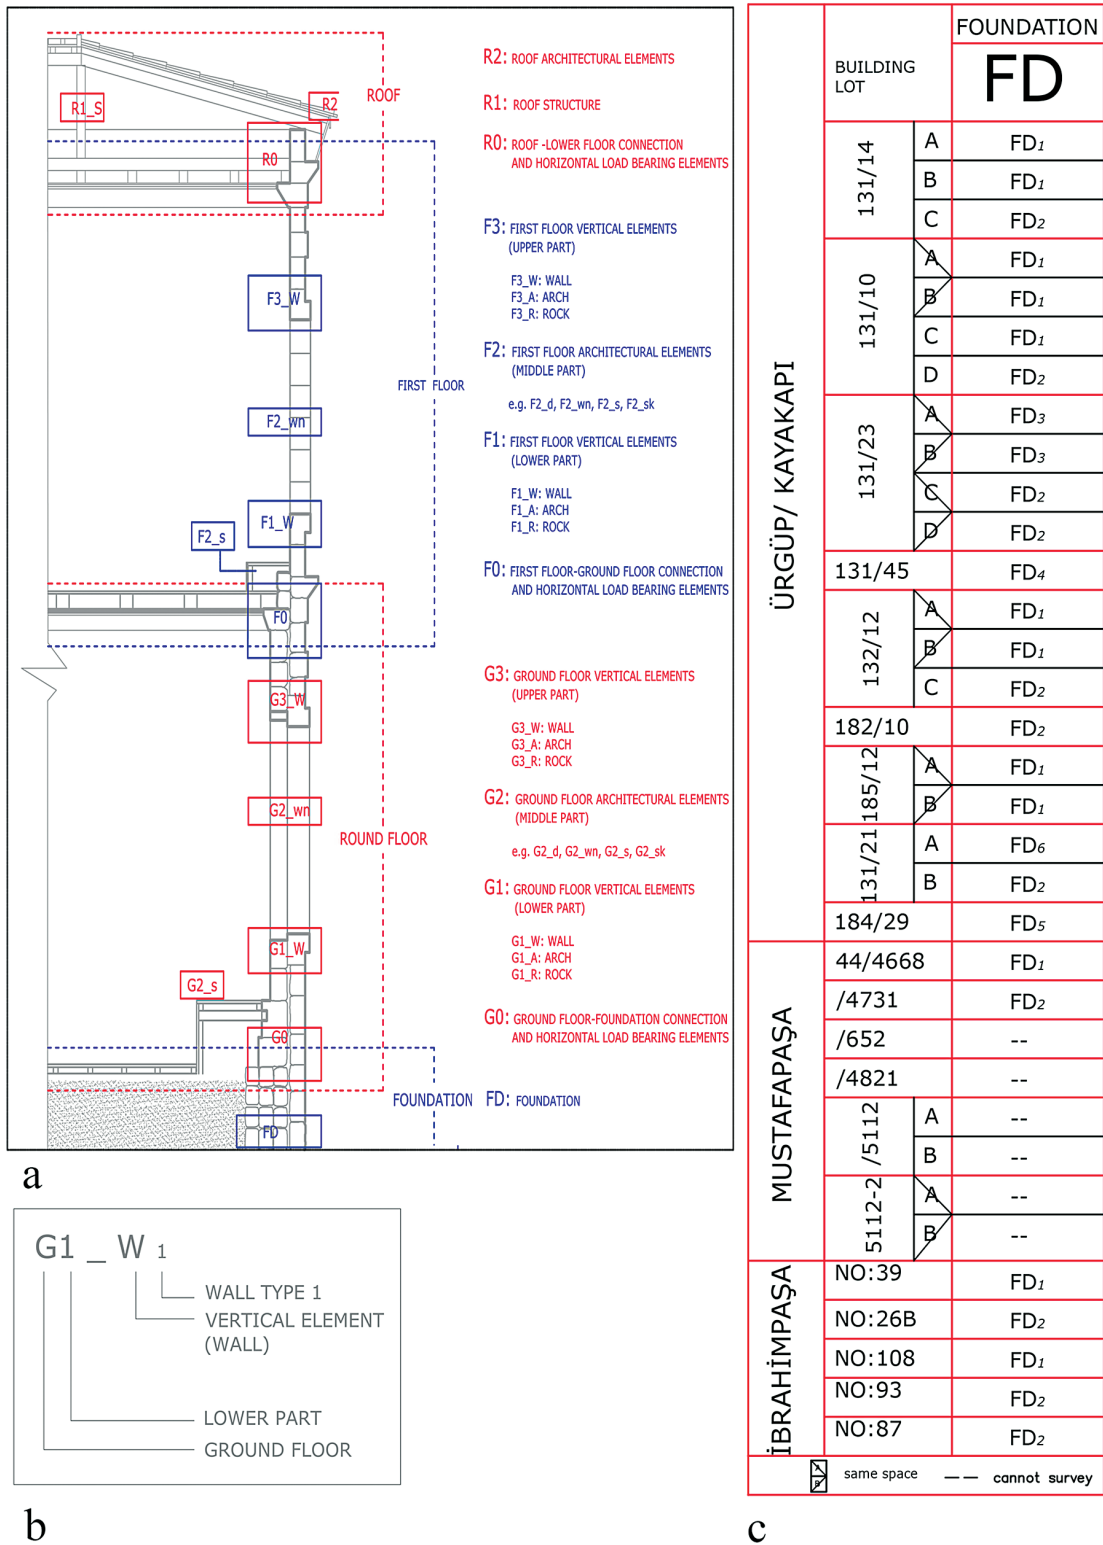 R1_S
R2
ROOF
R0
F3_W
FIRST FLOOR
F2_wn
F1_W
F2_s
F0
G3_W
G2_wn
ROUND FLOOR
G1_W
G2_s
G0
FOUNDATION
FD
R2: ROOF ARCHITECTURAL ELEMENTS
R1: ROOF STRUCTURE
R0: ROOF -LOWER FLOOR CONNECTION
AND HORIZONTAL LOAD BEARING ELEMENTS
F3: FIRST FLOOR VERTICAL ELEMENTS
(UPPER PART)
F3_W: WALL
F3_A: ARCH
F3_R: ROCK
F2: FIRST FLOOR ARCHITECTURAL ELEMENTS
(MIDDLE PART)
e.g. F2_d, F2_wn, F2_s, F2_sk
F1: FIRST FLOOR VERTICAL ELEMENTS
(LOWER PART)
F1_W: WALL
F1_A: ARCH
F1_R: ROCK
F0: FIRST FLOOR-GROUND FLOOR CONNECTION
AND HORIZONTAL LOAD BEARING ELEMENTS
G3: GROUND FLOOR VERTICAL ELEMENTS
(UPPER PART)
G3_W: WALL
G3_A: ARCH
G3_R: ROCK
G2: GROUND FLOOR ARCHITECTURAL ELEMENTS
(MIDDLE PART)
e.g. G2_d, G2_wn, G2_s, G2_sk
G1: GROUND FLOOR VERTICAL ELEMENTS
(LOWER PART)
G1_W: WALL
G1_A: ARCH
G1_R: ROCK
G0: GROUND FLOOR-FOUNDATION CONNECTION
AND HORIZONTAL LOAD BEARING ELEMENTS
FD: FOUNDATION
a
G1 _ W 1
WALL TYPE 1
VERTICAL ELEMENT
(WALL)
LOWER PART
GROUND FLOOR
b
BUILDING
LOT
FOUNDATION
FD
ÜRGÜP/ KAYAKAPI
131/14
A FD1
B FD1
C FD2
131/10
A FD1
B FD1
C FD1
D FD2
131/23
A FD3
B FD3
C FD2
D FD2
131/45 FD4
132/12
A FD1
B FD1
C FD2
182/10 FD2
185/12
A FD1
B FD1
131/21
A FD6
B FD2
184/29 FD5
MUSTAFAPAŞA
44/4668 FD1
/4731 FD2
/652 --
/4821 --
/5112
A --
B --
5112-2
A --
B --
İBRAHİMPAŞA
NO:39 FD1
NO:26B FD2
NO:108 FD1
NO:93 FD2
NO:87 FD2
A
B
same space
— — cannot survey
c